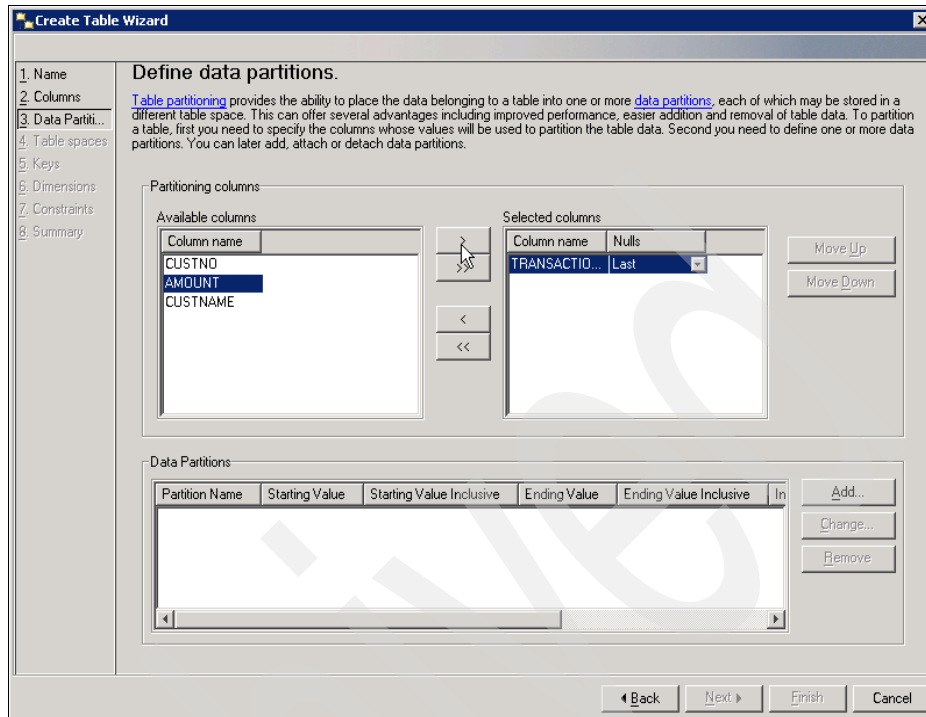 Create Table Wizard
1. Name
2. Columns
3. Data Partiti...
4. Table spaces
5. Keys
6. Dimensions
7. Constraints
8. Summary
Define data partitions.
Table partitioning provides the ability to place the data belonging to a table into one or more data partitions, each of which may be stored in a
different table space. This can offer several advantages including improved performance, easier addition and removal of table data. To partition
a table, first you need to specify the columns whose values will be used to partition the table data. Second you need to define one or more data
partitions. You can later add, attach or detach data partitions.
Partitioning columns
Available columns
Column name
CUSTNO
AMOUNT
CUSTNAME
>
>>
<
<<
Selected columns
Column name Nulls
TRANSACTIO... Last
Move Up
Move Down
Data Partitions
Partition Name Starting Value Starting Value Inclusive Ending Value Ending Value Inclusive In
Add...
Change...
Remove
Back Next Finish Cancel